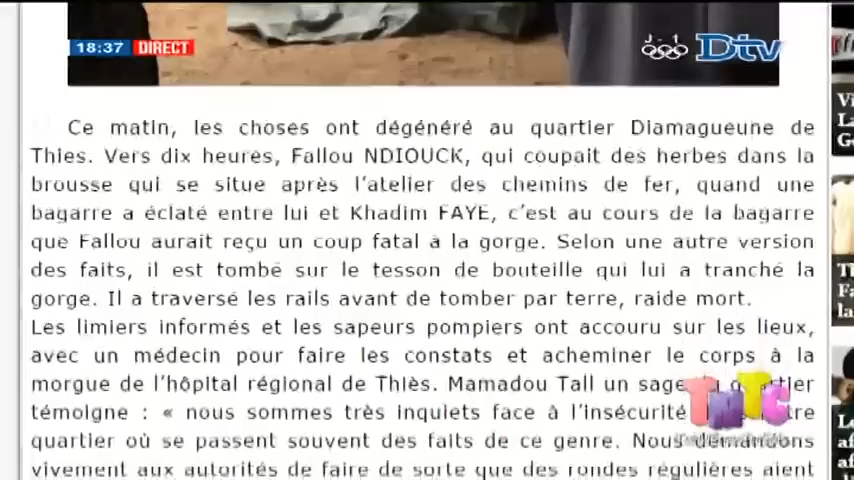 18:37 DIRECT
J-1
Dtv
Ce matin, les choses ont dégénéré au quartier Diamagueune de
Thies. Vers dix heures, Fallou NDIOUCK, qui coupait des herbes dans la
brousse qui se situe après l'atelier des chemins de fer, quand une
bagarre a éclaté entre lui et Khadim FAYE, c'est au cours de la bagarre
que Fallou aurait reçu un coup fatal à la gorge. Selon une autre version
des faits, il est tombé sur le tesson de bouteille qui lui a tranché la
gorge. Il a traversé les rails avant de tomber par terre, raide mort.
Les limiers informés et les sapeurs pompiers ont accouru sur les lieux,
avec un médecin pour faire les constats et acheminer le corps à la
morgue de l'hôpital régional de Thiès. Mamadou Tall un sage
témoigne : « nous sommes très inquiets face à l'insécurité
TMTC
quartier où se passent souvent des faits de ce genre. Nous demandons
vivement aux autorités de faire de sorte que des rondes régulières aient